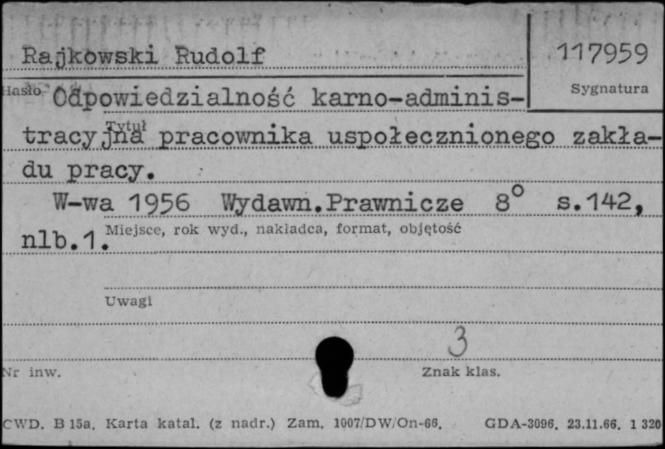 Rajkowski Rudolf
117959
Hasło
Sygnatura
Odpowiedzialność karno-adminis-
Tytuł
tracyjna pracownika uspołecznionego zakła-
du pracy.
W-wa 1956 Wydawn.Prawnicze 8° s.142,
nlb.1.
Miejsce, rok wyd., nakładca, format, objętość
Uwagi
3
Nr inw.
Znak klas.
CWD. B 15a. Karta katal. (z nadr.) Zam. 1007/DW/On-66. GDA-3096. 23.11.66. 1 320